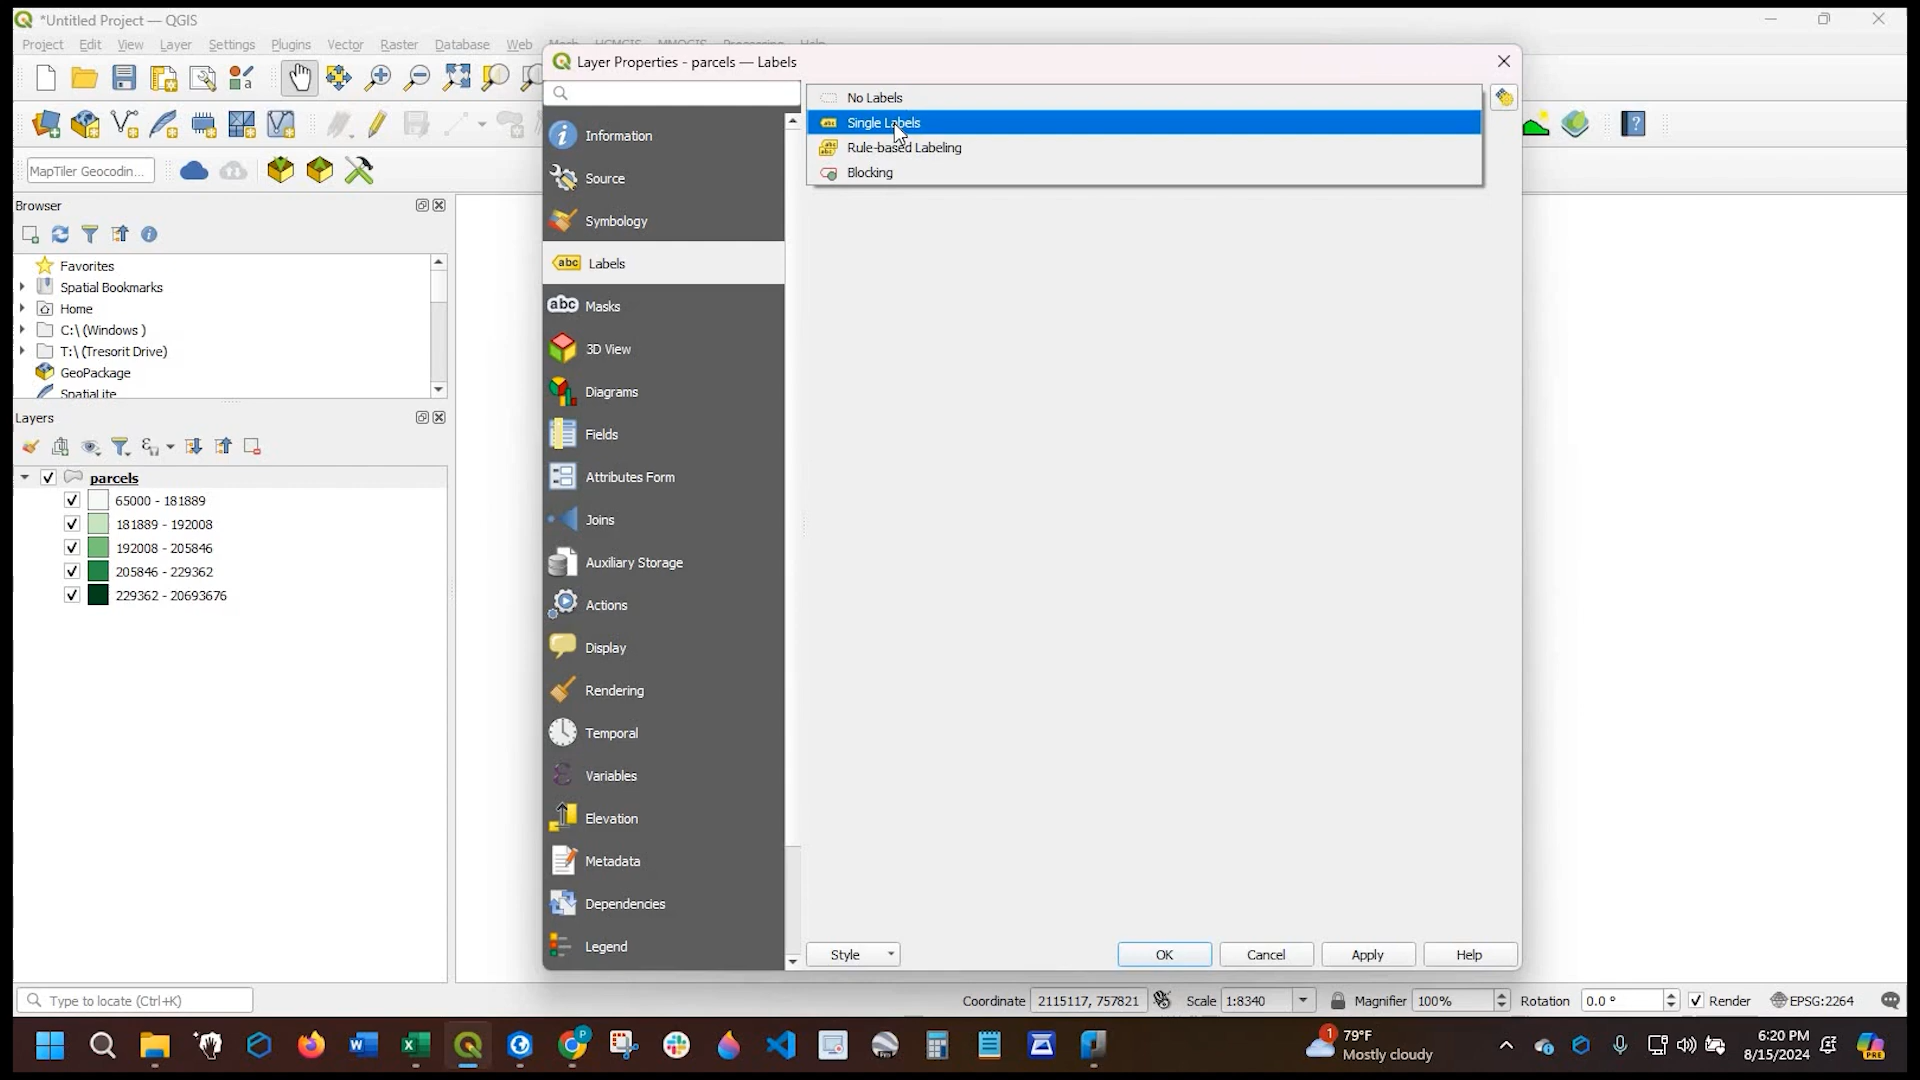 *Untitled Project — QGIS
Project Edit View Layer Settings Plugins Vector Raster Database Web
MapTiler Geocodin...
Browser
Favorites
Spatial Bookmarks
Home
C:\ (Windows )
T:\ (Tresorit Drive)
GeoPackage
SpatiaLite
Layers
parcels
65000 - 181889
181889 - 192008
192008 - 205846
205846 - 229362
229362 - 20693676
Layer Properties - parcels — Labels
Information
Source
Symbology
abc Labels
abc Masks
3D View
Diagrams
Fields
Attributes Form
Joins
Auxiliary Storage
Actions
Display
Rendering
Temporal
Variables
Elevation
Metadata
Dependencies
Legend
No Labels
Single Labels
Rule-based Labeling
Blocking
Style OK Cancel Apply Help
Type to locate (Ctrl+K) Coordinate 2115117, 757821 Scale 1:8340 Magnifier 100% Rotation 0.0 ° Render EPSG:2264
1 79°F
Mostly cloudy
6:20 PM
8/15/2024
PRE